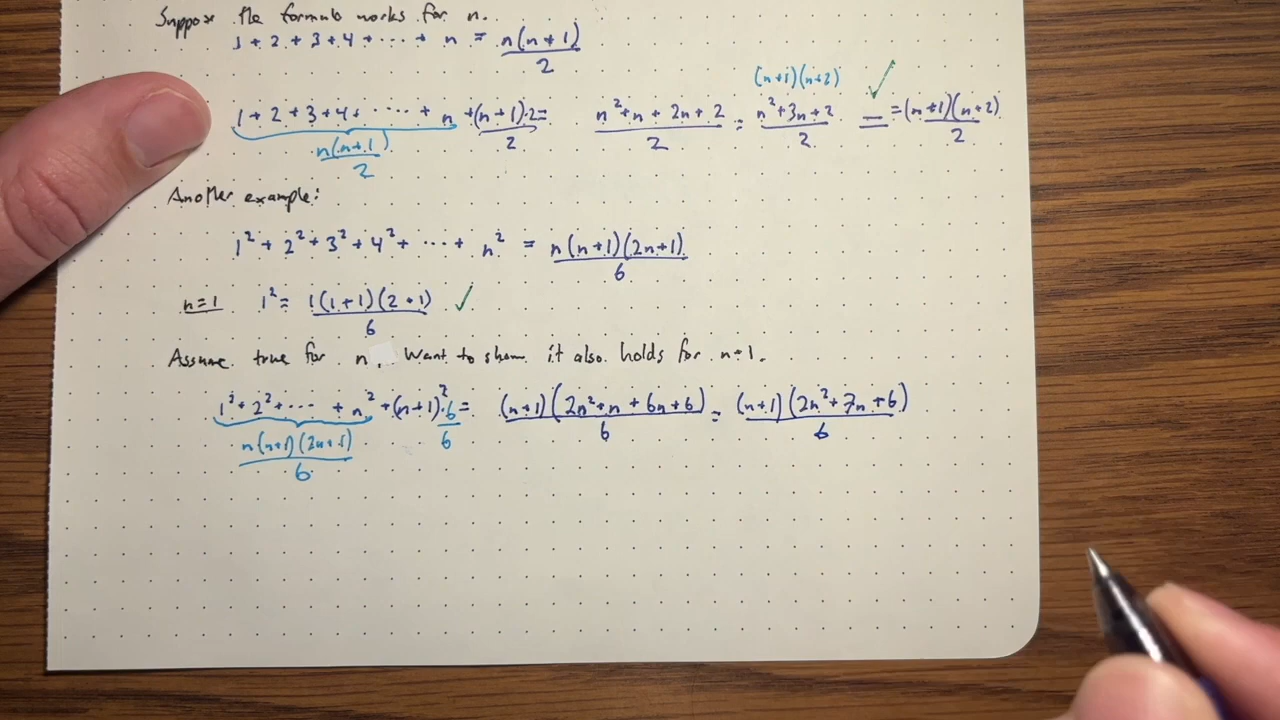 Suppose the formula works for n.
1 + 2 + 3 + 4 + ··· + n = n(n+1)/2
(n+1)(n+2) ✓
1 + 2 + 3 + 4 + ···· + n + (n+1)·2/2 = (n²+n+2n+2)/2 = (n²+3n+2)/2 = (n+1)(n+2)/2
n(n+1)/2
Another example:
1² + 2² + 3² + 4² + ··· + n² = n(n+1)(2n+1)/6
n=1 1² = 1(1+1)(2+1)/6 ✓
Assume true for n. Want to show it also holds for n+1.
1² + 2² + ··· + n² + (n+1)²·6/6 = (n+1)(2n²+n+6n+6)/6 = (n+1)(2n²+7n+6)/6
n(n+1)(2n+1)/6